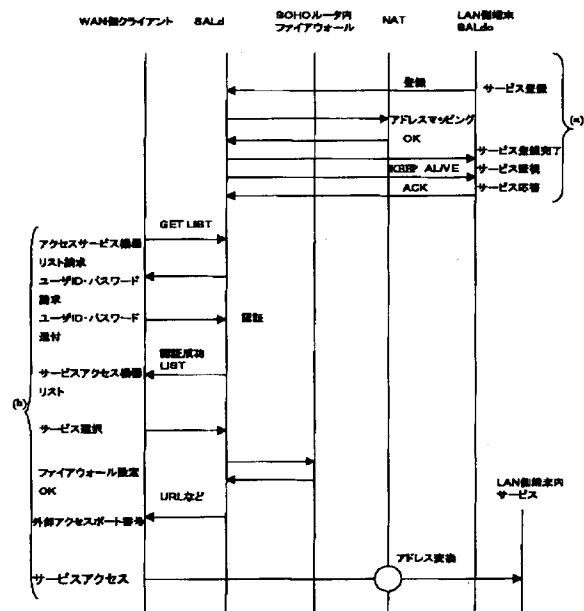 WAN側クライアント
SALd
SOHOルータ内
ファイアウォール
NAT
LAN側端末
SALdc
登録
サービス登録
アドレスマッピング
OK
サービス登録完了
KEEP ALIVE
サービス監視
ACK
サービス応答
(a)
GET LIST
アクセスサービス機器
リスト請求
ユーザID・パスワード
請求
ユーザID・パスワード
送付
認証
認証成功
LIST
サービスアクセス機器
リスト
(b)
サービス選択
ファイアウォール設定
OK
URLなど
外部アクセスポート番号
LAN側端末内
サービス
アドレス変換
サービスアクセス